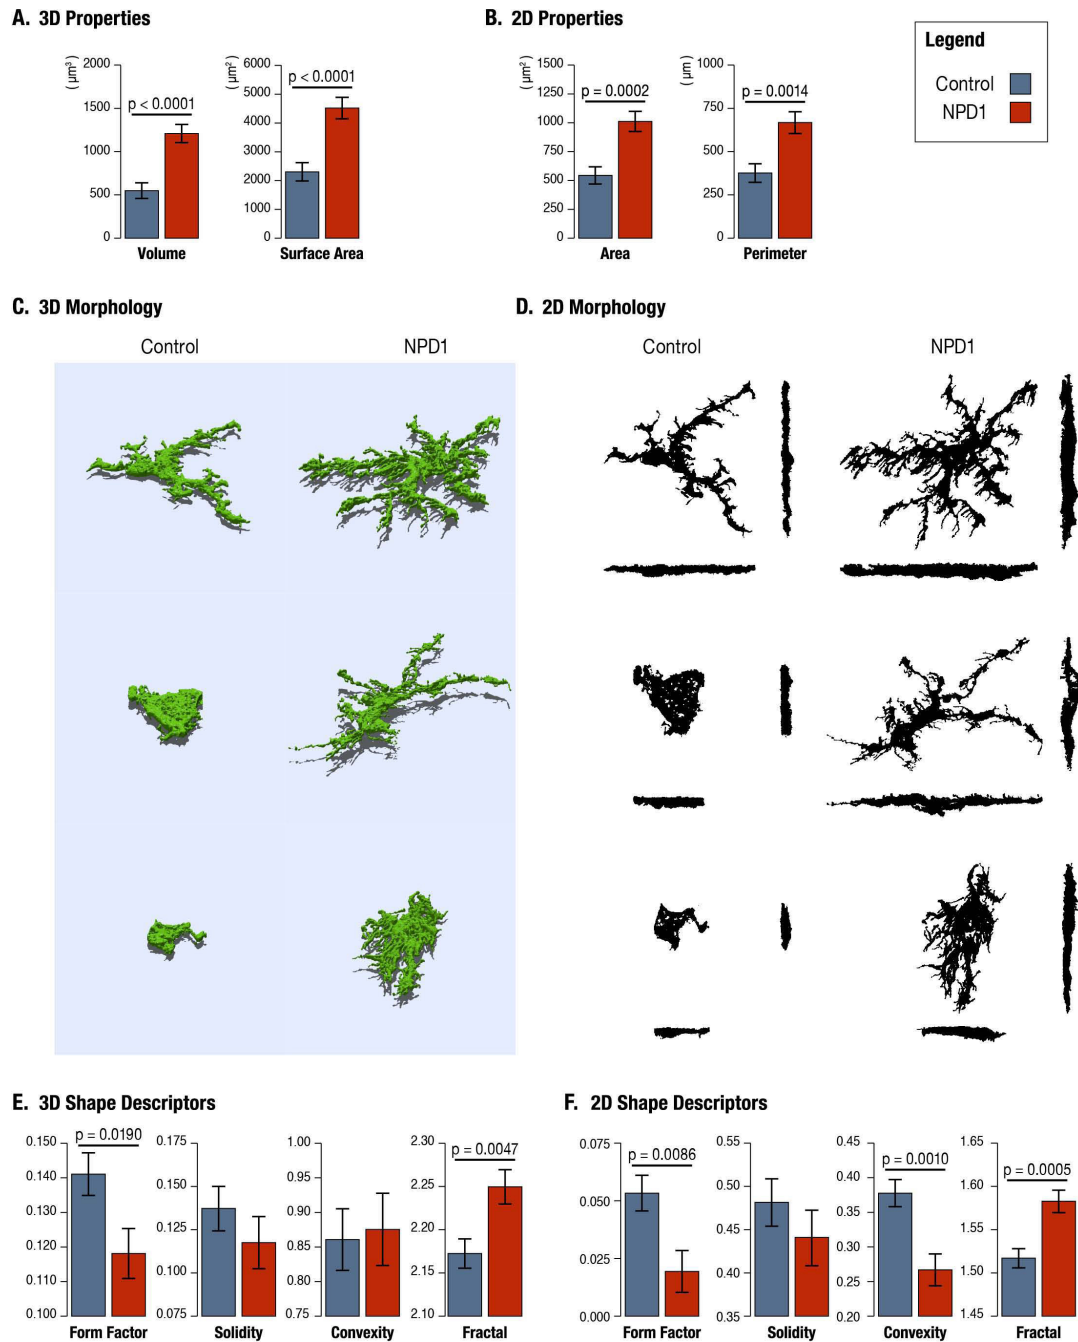 A. 3D Properties
B. 2D Properties
Legend
Control
NPD1
(µm³)
2000
1500
1000
500
0
p < 0.0001
Volume
(µm²)
6000
5000
4000
3000
2000
1000
0
p < 0.0001
Surface Area
(µm²)
1500
1250
1000
750
500
250
0
p = 0.0002
Area
(µm)
1000
750
500
250
0
p = 0.0014
Perimeter
C. 3D Morphology
D. 2D Morphology
Control
NPD1
Control
NPD1
E. 3D Shape Descriptors
F. 2D Shape Descriptors
0.150
0.140
0.130
0.120
0.110
0.100
p = 0.0190
Form Factor
0.175
0.150
0.125
0.100
0.075
Solidity
1.00
0.95
0.90
0.85
0.80
0.75
Convexity
2.30
2.25
2.20
2.15
2.10
p = 0.0047
Fractal
0.075
0.050
0.025
0.000
p = 0.0086
Form Factor
0.55
0.50
0.45
0.40
0.35
Solidity
0.45
0.40
0.35
0.30
0.25
0.20
p = 0.0010
Convexity
1.65
1.60
1.55
1.50
1.45
p = 0.0005
Fractal